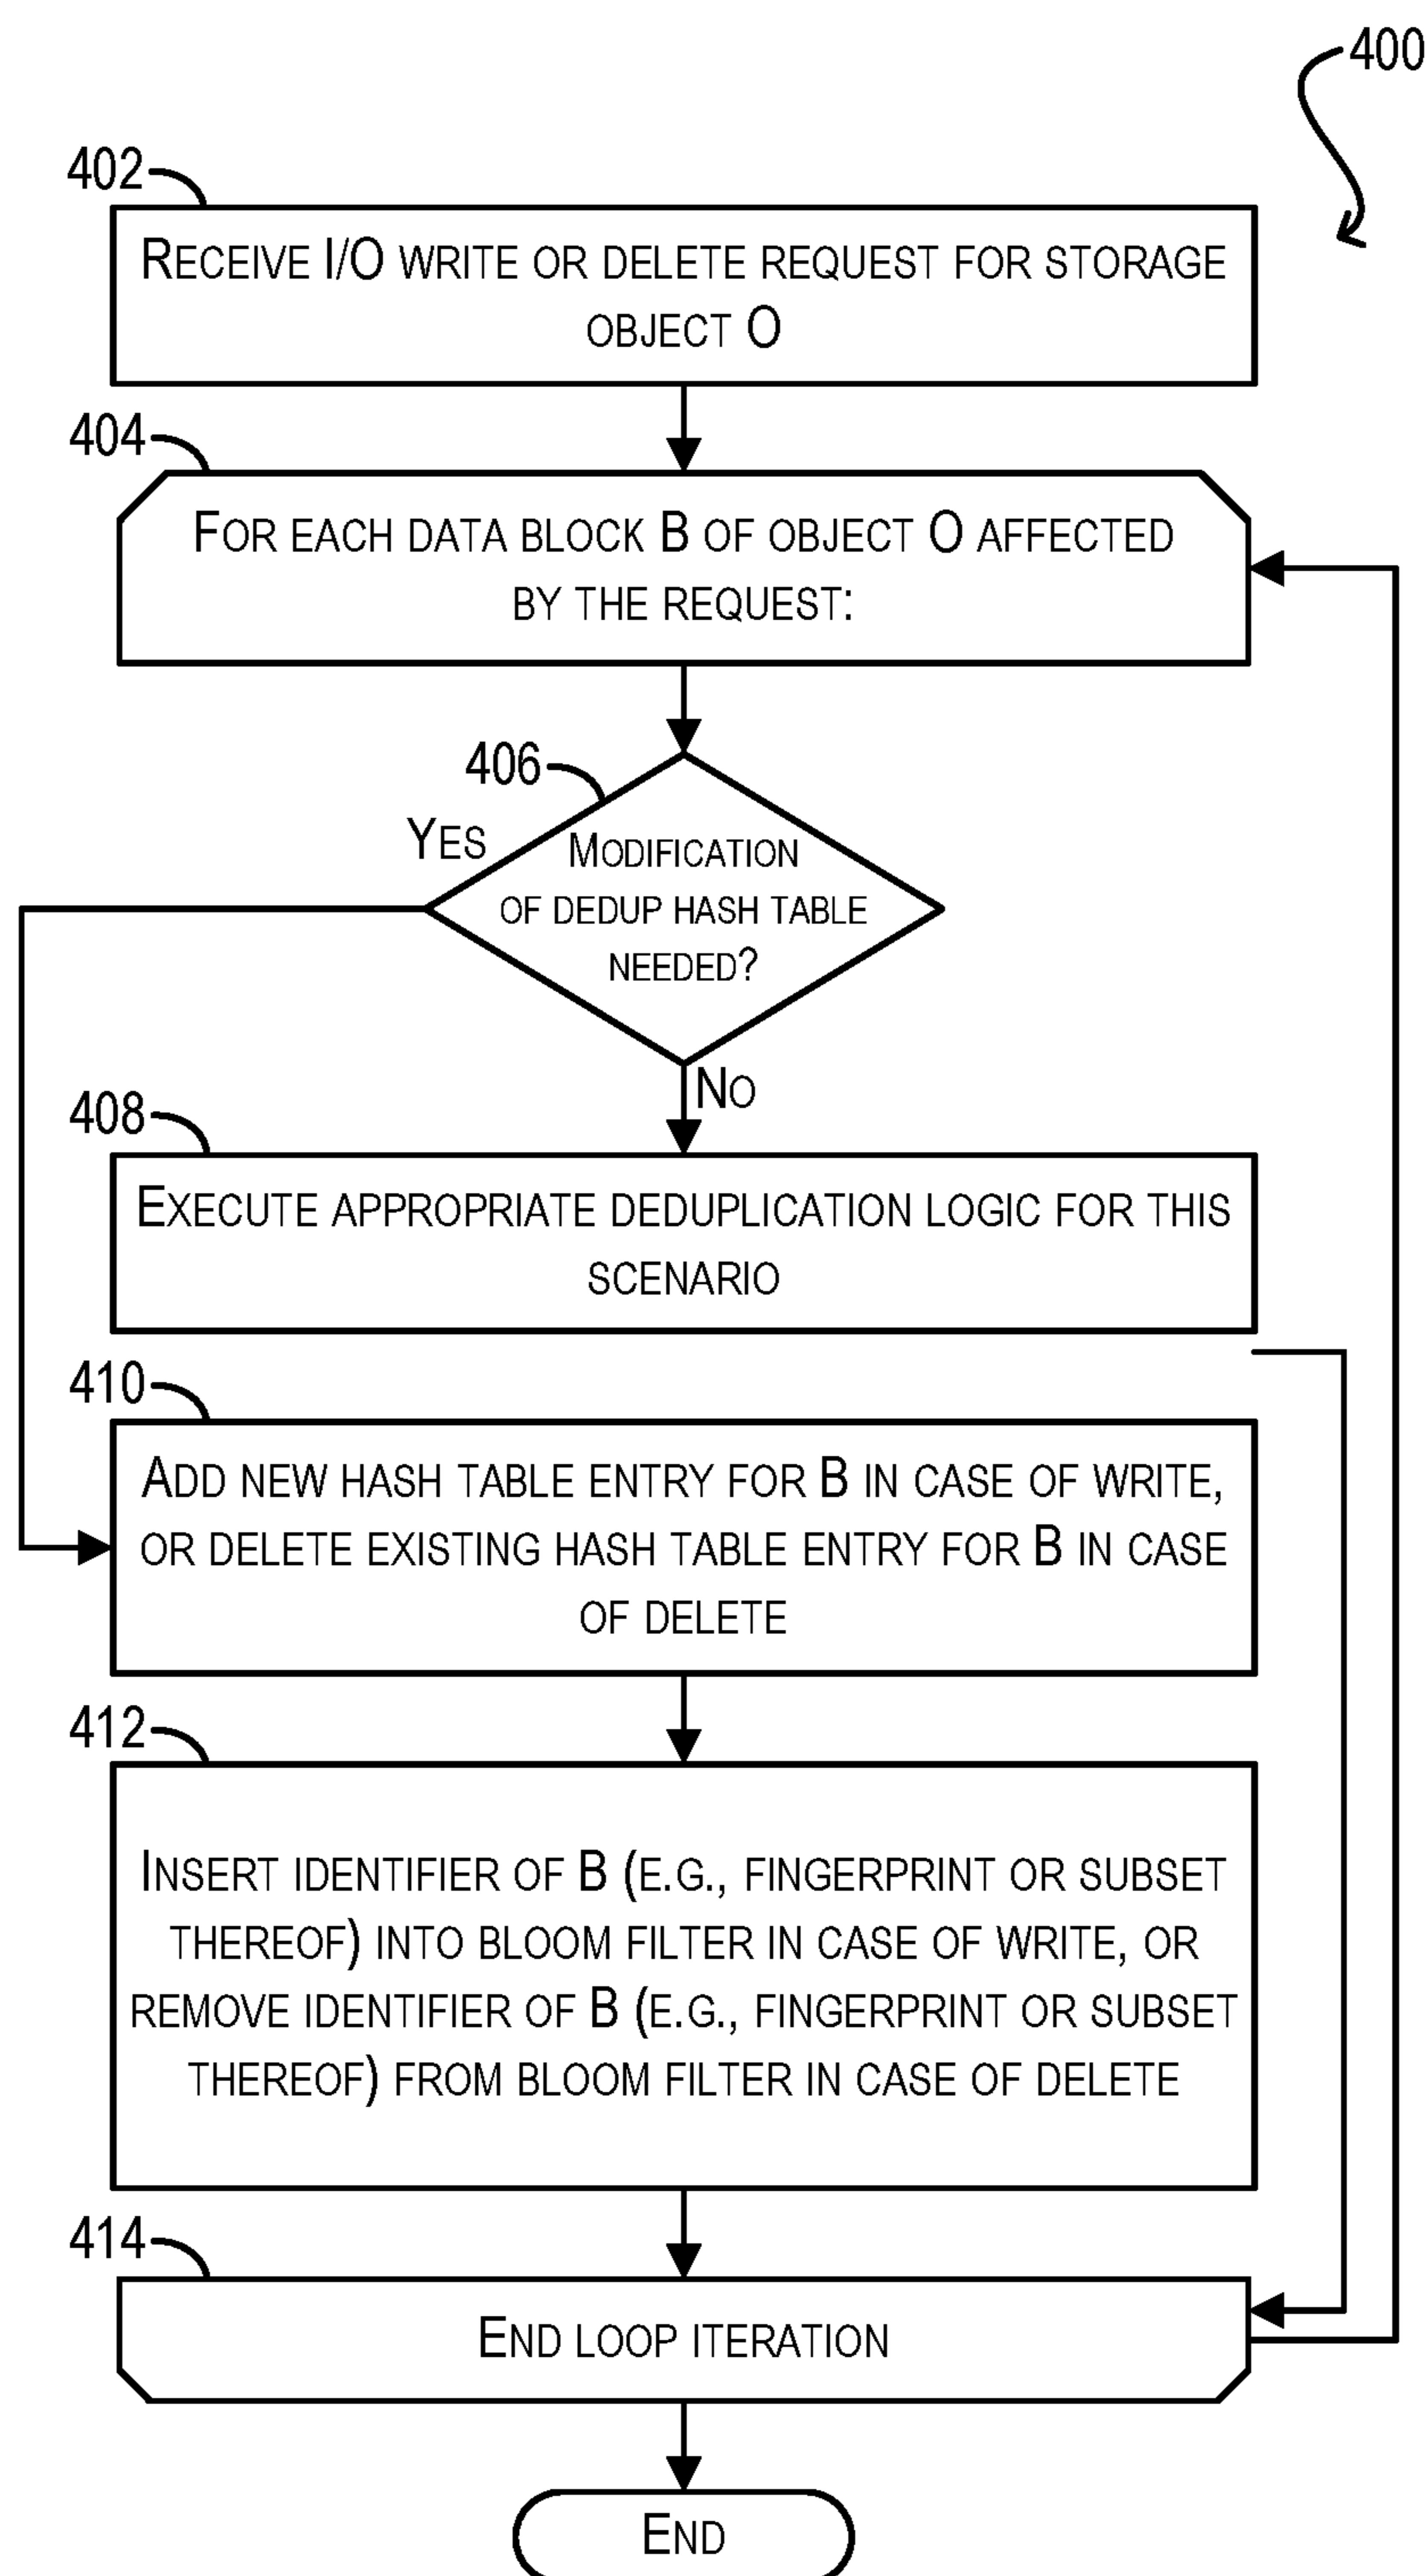 400
402
Receive I/O write or delete request for storage
object O
404
For each data block B of object O affected
by the request:
406
Yes
Modification
of dedup hash table
needed?
No
408
Execute appropriate deduplication logic for this
scenario
410
Add new hash table entry for B in case of write,
or delete existing hash table entry for B in case
of delete
412
Insert identifier of B (e.g., fingerprint or subset
thereof) into bloom filter in case of write, or
remove identifier of B (e.g., fingerprint or subset
thereof) from bloom filter in case of delete
414
End loop iteration
End